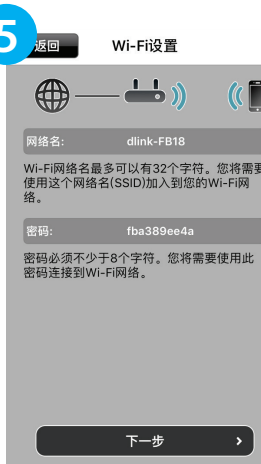 5
返回
Wi-Fi设置
网络名: dlink-FB18
Wi-Fi网络名最多可以有32个字符。您将需要
使用这个网络名(SSID)加入到您的Wi-Fi网
络。
密码: fba389ee4a
密码必须不少于8个字符。您将需要使用此
密码连接到Wi-Fi网络。
下一步